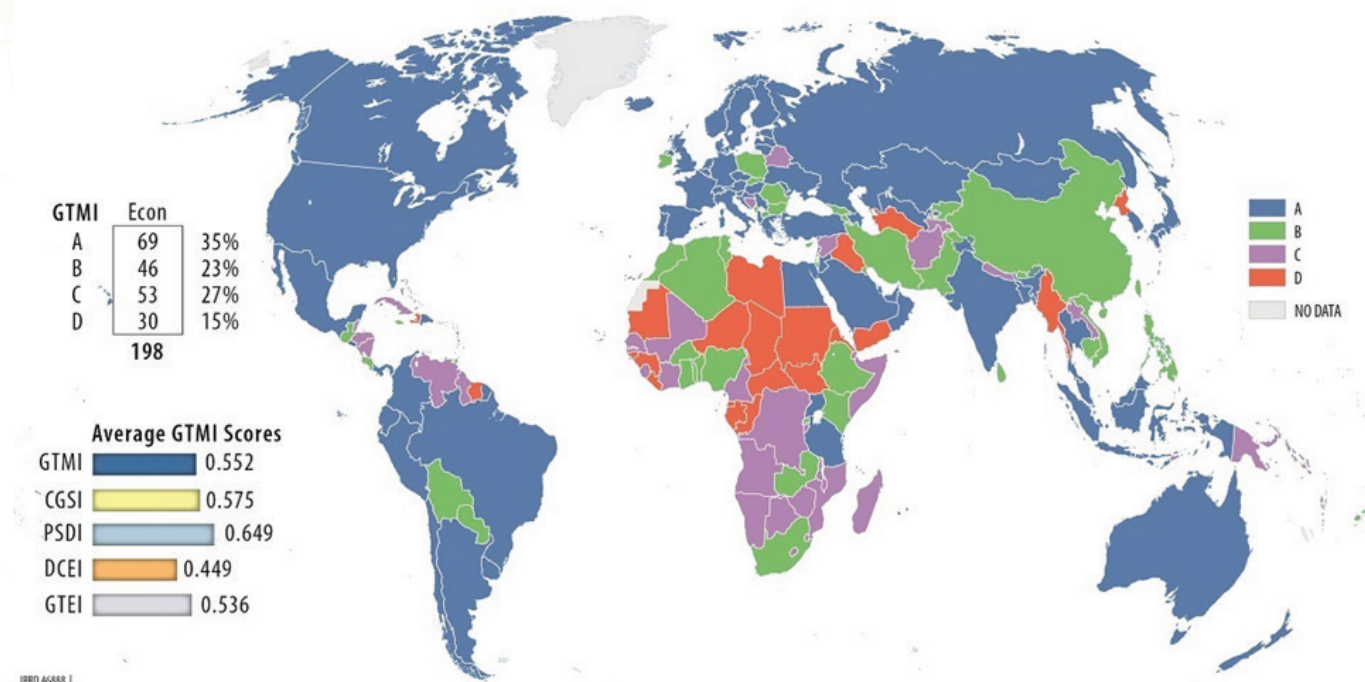 GTMI Econ
A 69 35%
B 46 23%
C 53 27%
D 30 15%
198
Average GTMI Scores
GTMI 0.552
CGSI 0.575
PSDI 0.649
DCEI 0.449
GTEI 0.536
A
B
C
D
NO DATA